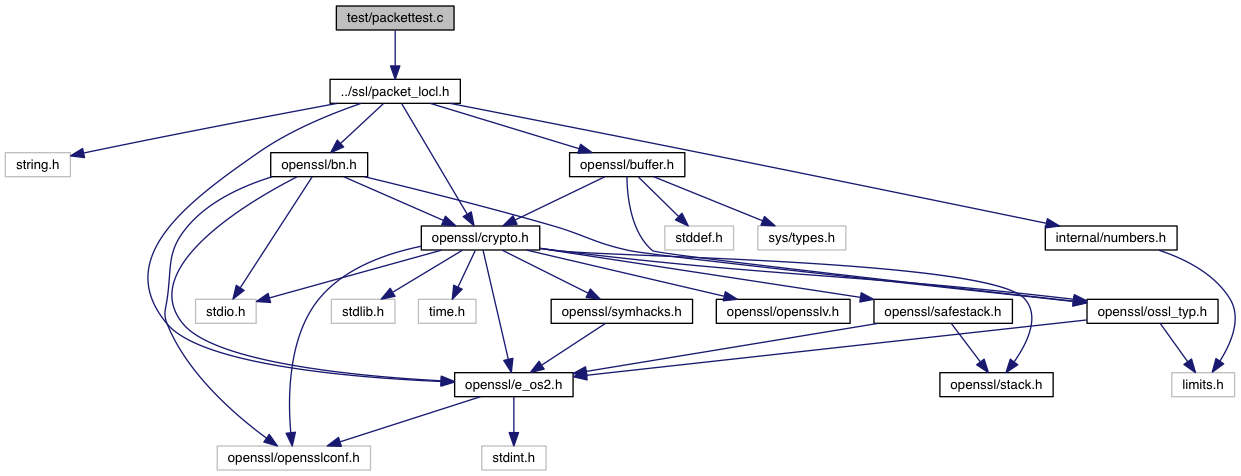 test/packettest.c
../ssl/packet_locl.h
string.h
openssl/bn.h
openssl/buffer.h
openssl/crypto.h
stddef.h
sys/types.h
internal/numbers.h
stdio.h
stdlib.h
time.h
openssl/symhacks.h
openssl/opensslv.h
openssl/safestack.h
openssl/ossl_typ.h
openssl/e_os2.h
openssl/stack.h
limits.h
openssl/opensslconf.h
stdint.h